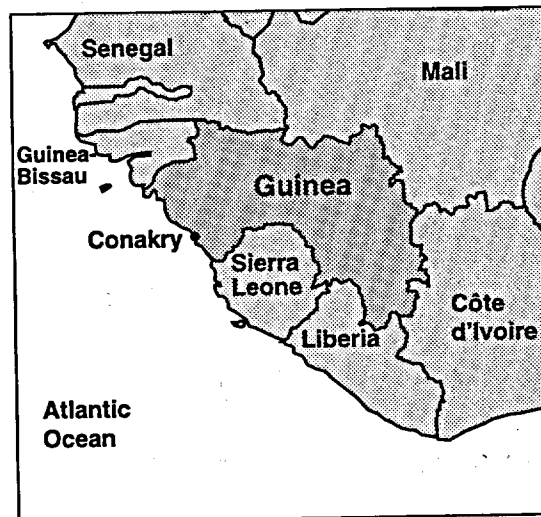 Senegal
Mali
Guinea-
Bissau
Guinea
Conakry
Sierra
Leone
Côte
d'Ivoire
Liberia
Atlantic
Ocean